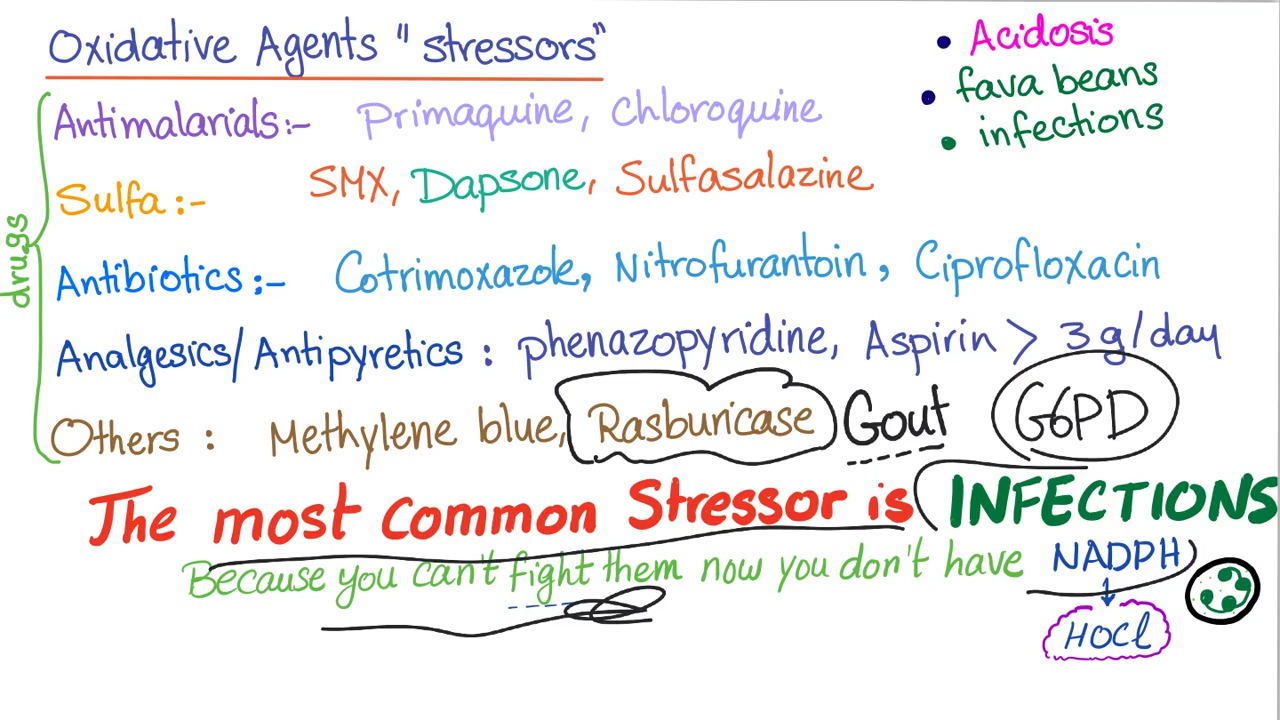 Oxidative Agents "stressors"
• Acidosis
• fava beans
• infections
drugs
Antimalarials:- Primaquine, Chloroquine
Sulfa:- SMX, Dapsone, Sulfasalazine
Antibiotics:- Cotrimoxazole, Nitrofurantoin, Ciprofloxacin
Analgesics/Antipyretics: phenazopyridine, Aspirin > 3 g/day
Others: Methylene blue, Rasburicase Gout G6PD
The most common Stressor is INFECTIONS
Because you can't fight them now you don't have NADPH
HOCl